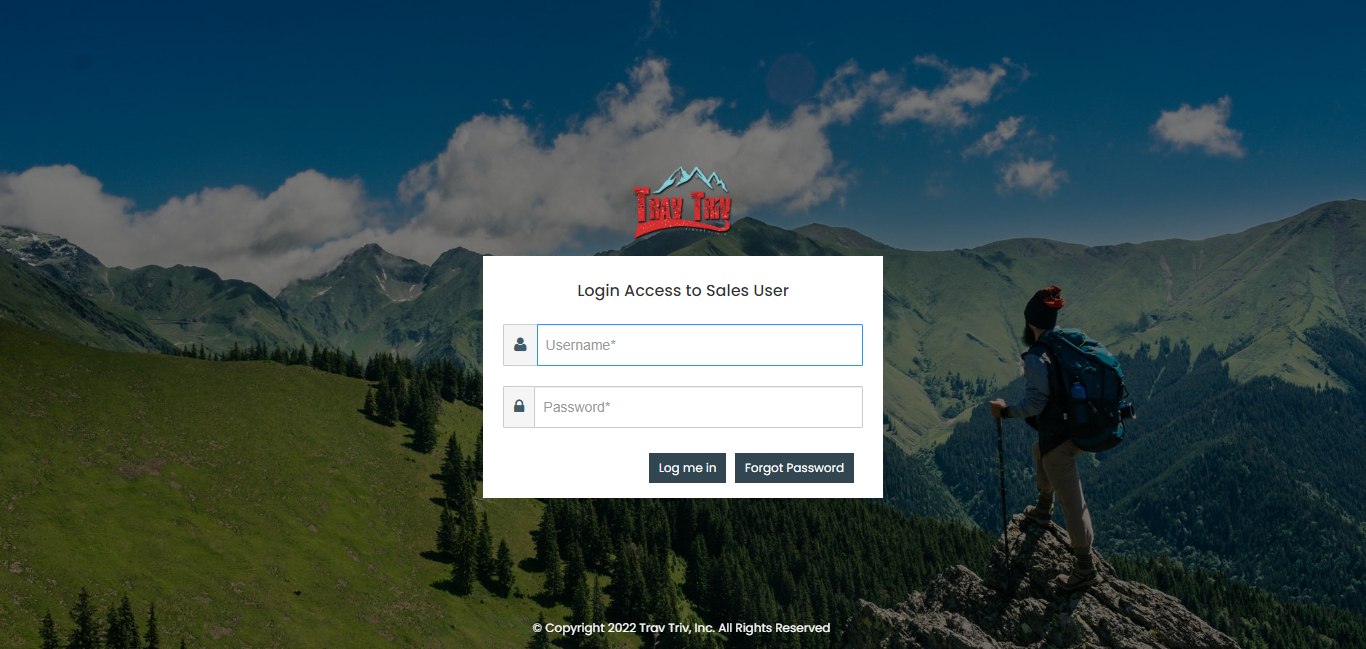 Trav Triv
Login Access to Sales User
Username*
Password*
Log me in
Forgot Password
© Copyright 2022 Trav Triv, Inc. All Rights Reserved